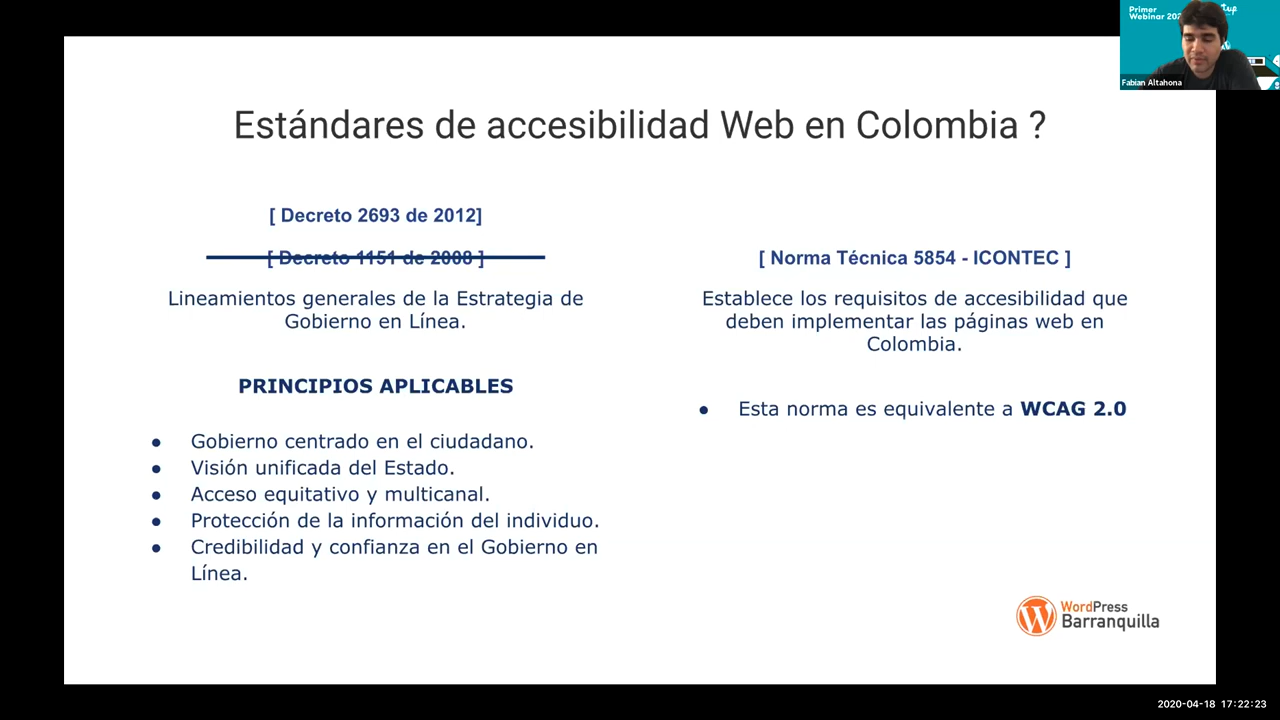 Primer
Webinar 202
Fabian Altahona
Estándares de accesibilidad Web en Colombia ?
[ Decreto 2693 de 2012]
[ Decreto 1151 de 2008 ]
Lineamientos generales de la Estrategia de
Gobierno en Línea.
PRINCIPIOS APLICABLES
● Gobierno centrado en el ciudadano.
● Visión unificada del Estado.
● Acceso equitativo y multicanal.
● Protección de la información del individuo.
● Credibilidad y confianza en el Gobierno en
Línea.
[ Norma Técnica 5854 - ICONTEC ]
Establece los requisitos de accesibilidad que
deben implementar las páginas web en
Colombia.
● Esta norma es equivalente a WCAG 2.0
WordPress
Barranquilla
2020-04-18 17:22:23